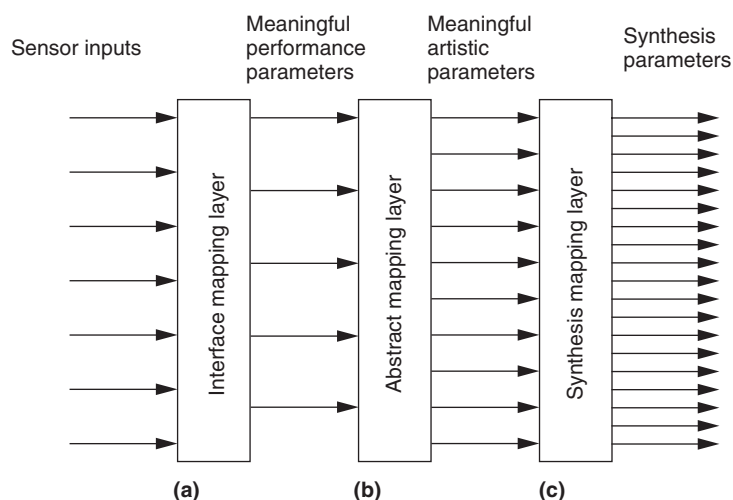 Sensor inputs
Meaningful
performance
parameters
Meaningful
artistic
parameters
Synthesis
parameters
Interface mapping layer
Abstract mapping layer
Synthesis mapping layer
(a)
(b)
(c)